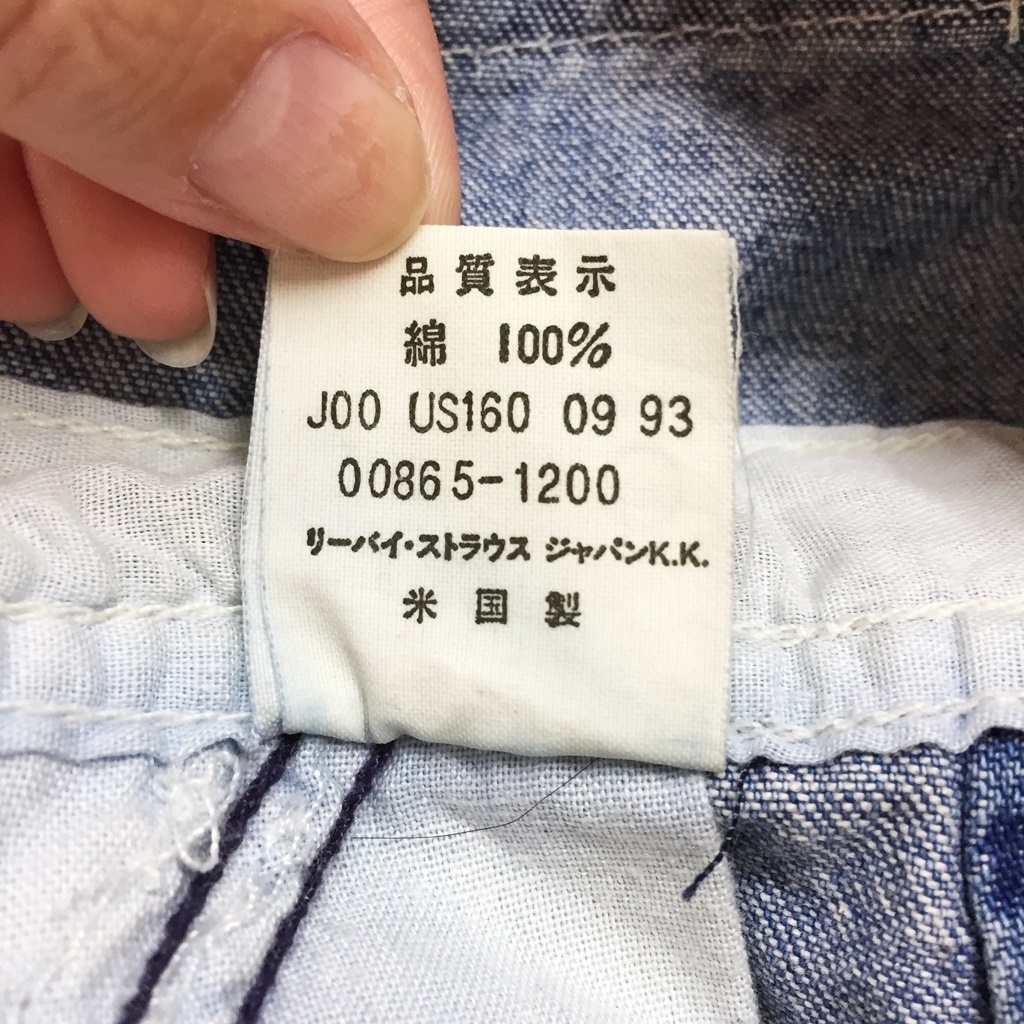 品質表示
綿 100%
J00 US160 09 93
00865-1200
リーバイ・ストラウス ジャパンK.K.
米国製